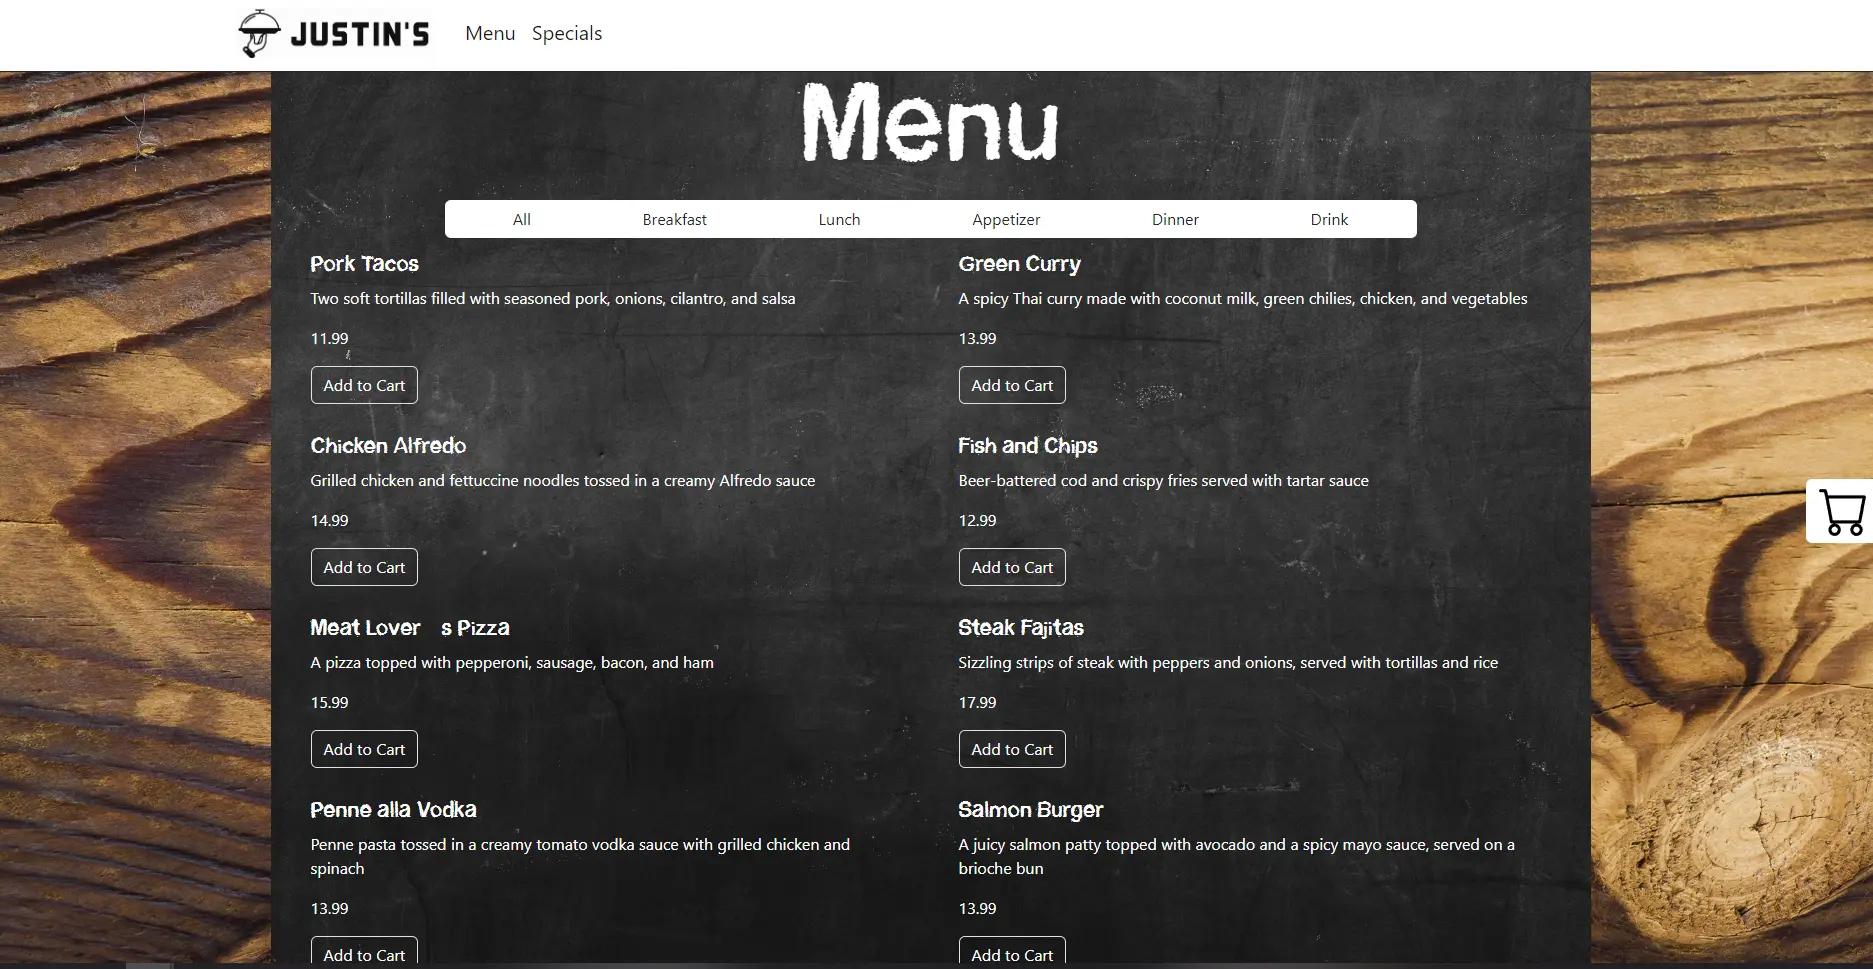 JUSTIN'S
Menu Specials
Menu
All Breakfast Lunch Appetizer Dinner Drink
Pork Tacos
Two soft tortillas filled with seasoned pork, onions, cilantro, and salsa
11.99
Add to Cart
Green Curry
A spicy Thai curry made with coconut milk, green chilies, chicken, and vegetables
13.99
Add to Cart
Chicken Alfredo
Grilled chicken and fettuccine noodles tossed in a creamy Alfredo sauce
14.99
Add to Cart
Fish and Chips
Beer-battered cod and crispy fries served with tartar sauce
12.99
Add to Cart
Meat Lover s Pizza
A pizza topped with pepperoni, sausage, bacon, and ham
15.99
Add to Cart
Steak Fajitas
Sizzling strips of steak with peppers and onions, served with tortillas and rice
17.99
Add to Cart
Penne alla Vodka
Penne pasta tossed in a creamy tomato vodka sauce with grilled chicken and
spinach
13.99
Add to Cart
Salmon Burger
A juicy salmon patty topped with avocado and a spicy mayo sauce, served on a
brioche bun
13.99
Add to Cart